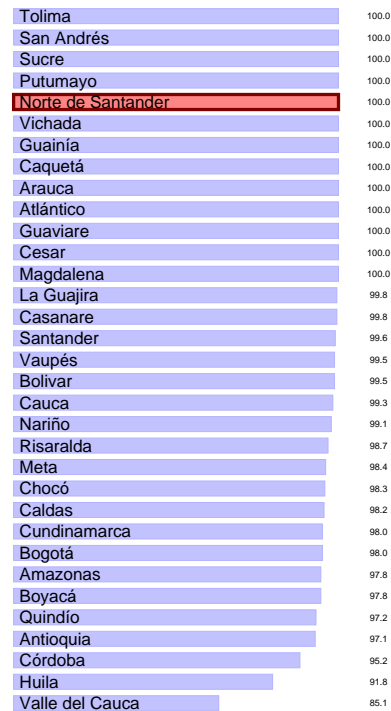 Tolima 100.0
San Andrés 100.0
Sucre 100.0
Putumayo 100.0
Norte de Santander 100.0
Vichada 100.0
Guainía 100.0
Caquetá 100.0
Arauca 100.0
Atlántico 100.0
Guaviare 100.0
Cesar 100.0
Magdalena 100.0
La Guajira 99.8
Casanare 99.8
Santander 99.6
Vaupés 99.5
Bolivar 99.5
Cauca 99.3
Nariño 99.1
Risaralda 98.7
Meta 98.4
Chocó 98.3
Caldas 98.2
Cundinamarca 98.0
Bogotá 98.0
Amazonas 97.8
Boyacá 97.8
Quindío 97.2
Antioquia 97.1
Córdoba 95.2
Huila 91.8
Valle del Cauca 85.1